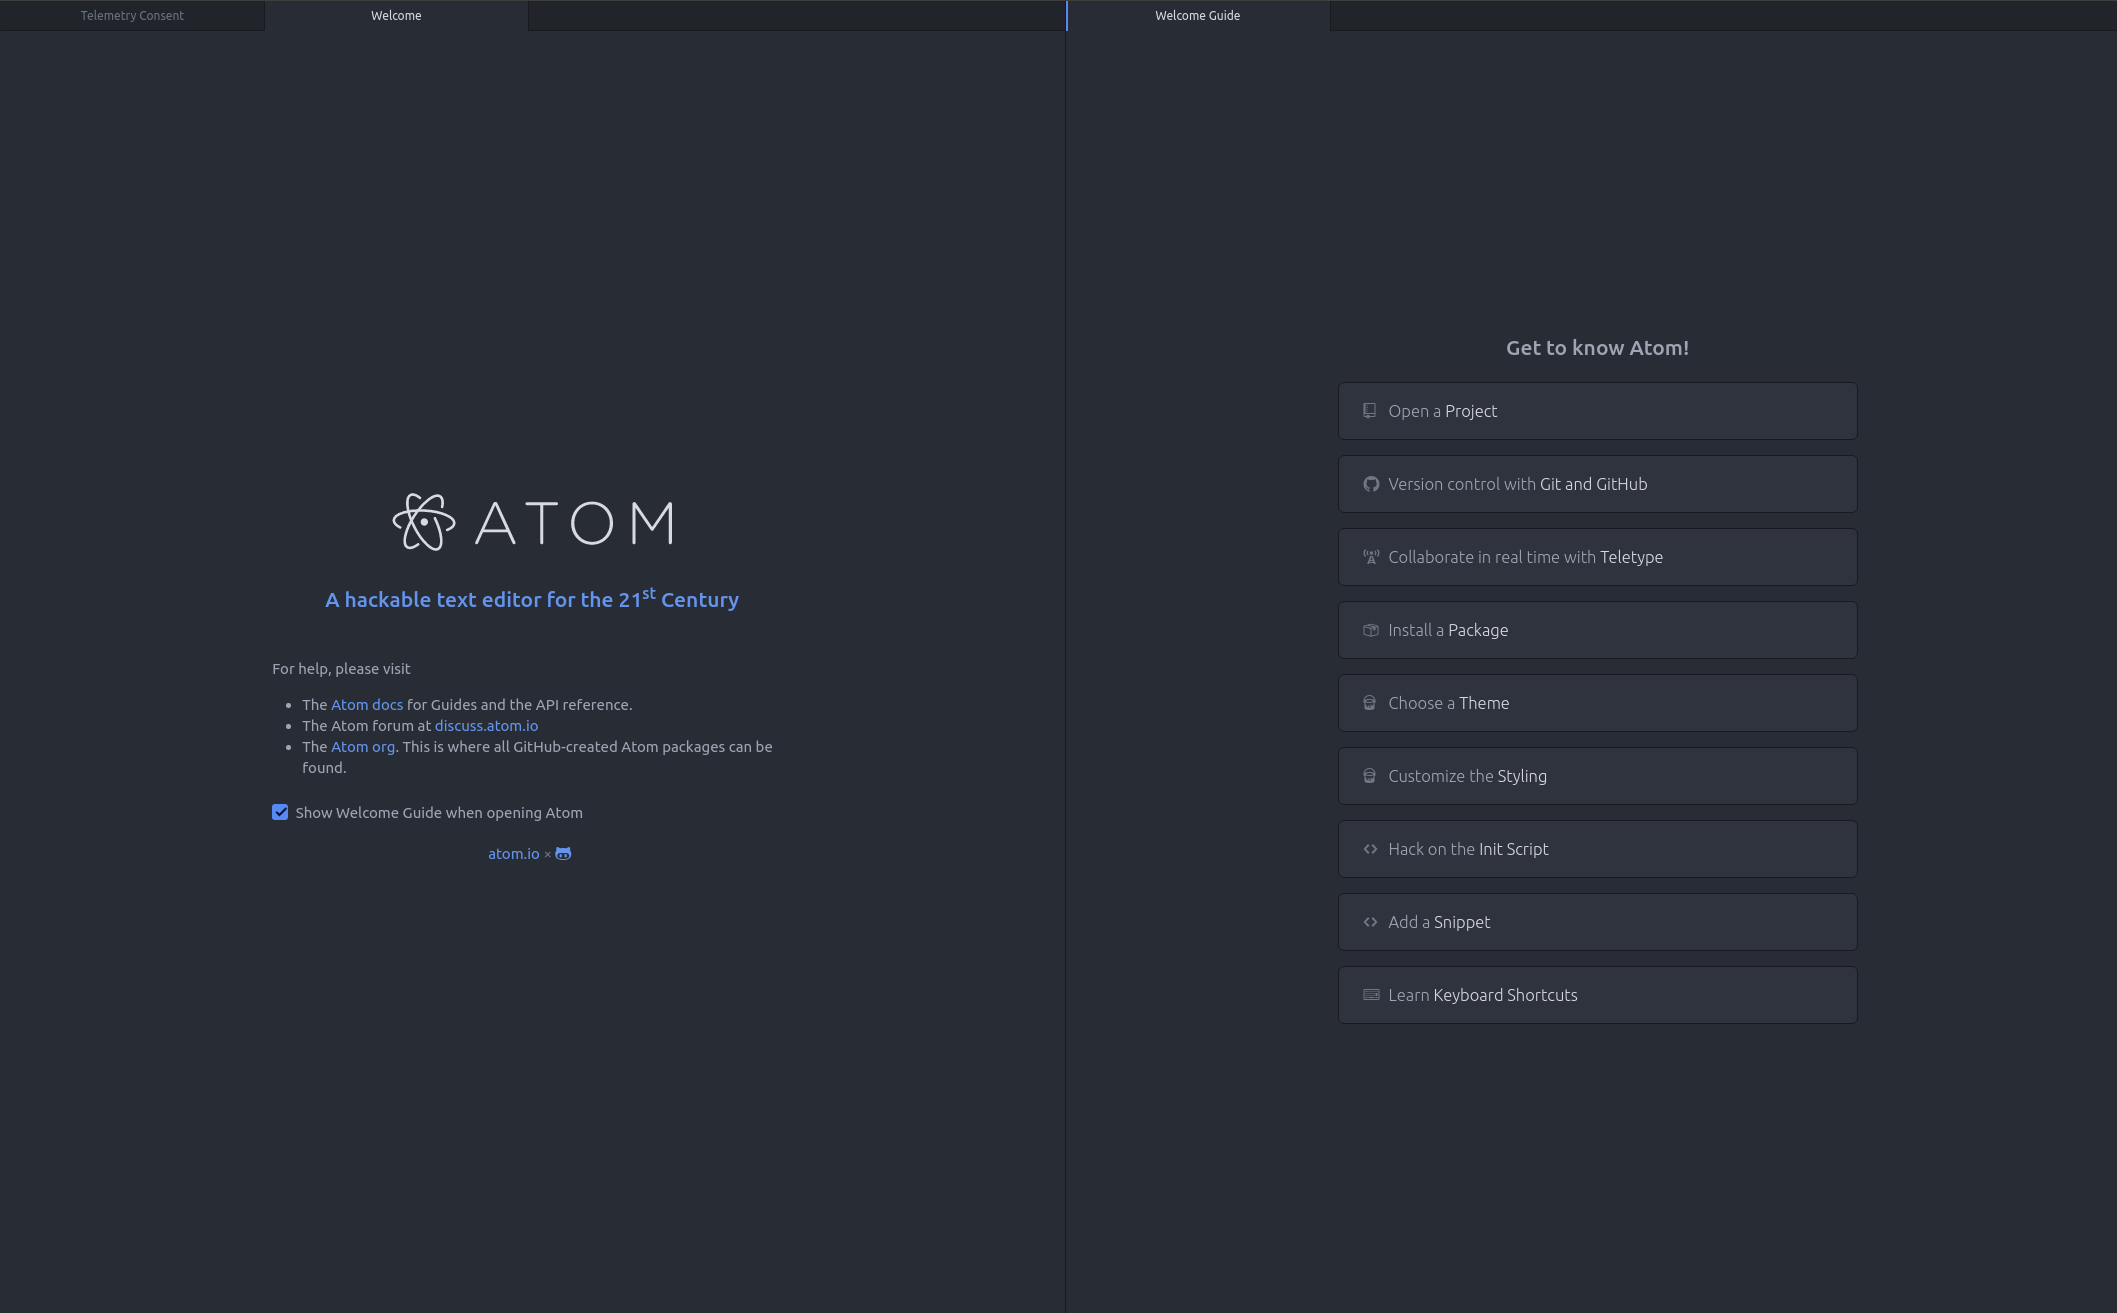 Telemetry Consent
Welcome
Welcome Guide
ATOM
A hackable text editor for the 21st Century
For help, please visit
The Atom docs for Guides and the API reference.
The Atom forum at discuss.atom.io
The Atom org. This is where all GitHub-created Atom packages can be
found.
Show Welcome Guide when opening Atom
atom.io ×
Get to know Atom!
Open a Project
Version control with Git and GitHub
Collaborate in real time with Teletype
Install a Package
Choose a Theme
Customize the Styling
Hack on the Init Script
Add a Snippet
Learn Keyboard Shortcuts